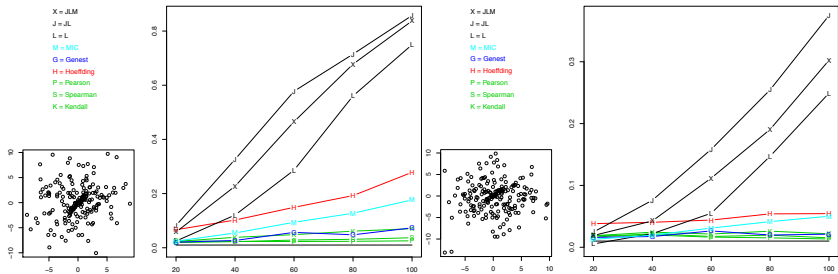 X = JLM
J = JL
L = L
M = MIC
G = Genest
H = Hoeffding
P = Pearson
S = Spearman
K = Kendall
10
5
0
-5
-10
-5 0 5
0.8
0.6
0.4
0.2
0.0
20 40 60 80 100
X = JLM
J = JL
L = L
M = MIC
G = Genest
H = Hoeffding
P = Pearson
S = Spearman
K = Kendall
10
5
0
-5
-10
-5 0 5 10
0.3
0.2
0.1
0.0
20 40 60 80 100